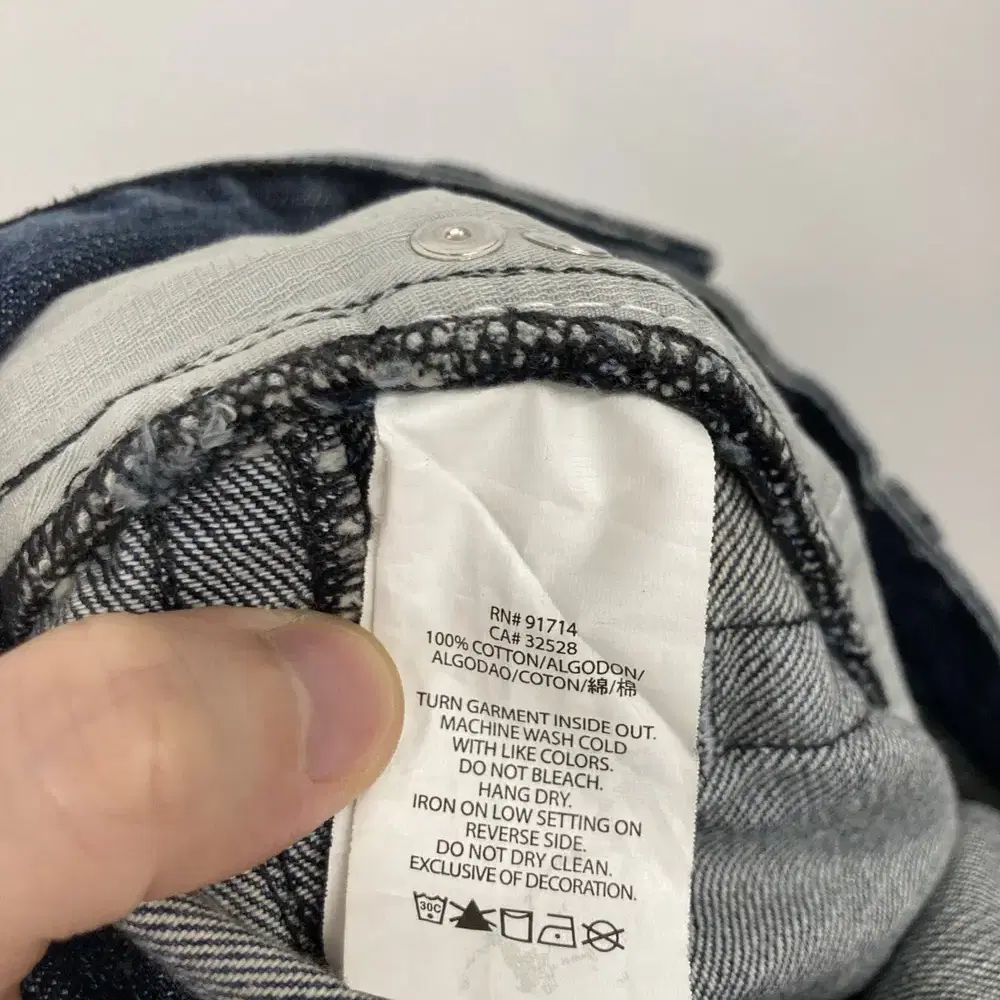 RN# 91714
CA# 32528
100% COTTON/ALGODON/
ALGODAO/COTON/綿/棉
TURN GARMENT INSIDE OUT.
MACHINE WASH COLD
WITH LIKE COLORS.
DO NOT BLEACH.
HANG DRY.
IRON ON LOW SETTING ON
REVERSE SIDE.
DO NOT DRY CLEAN.
EXCLUSIVE OF DECORATION.
30C